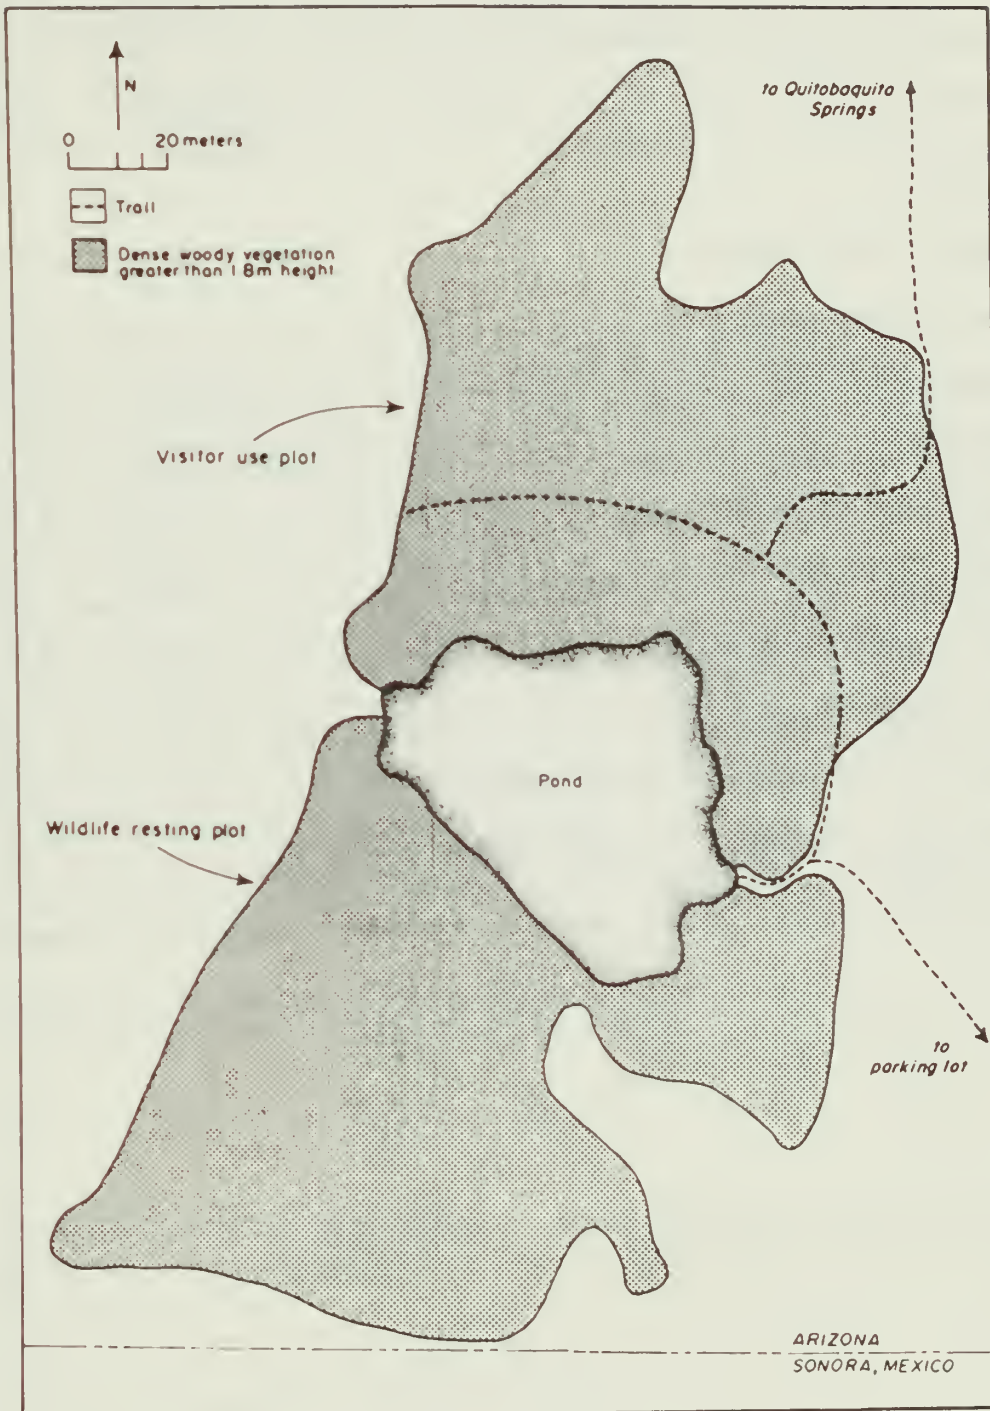 N
0 20 meters
Trail
Dense woody vegetation
greater than 1.8m height
to Quitobaquito
Springs
Visitor use plot
Pond
Wildlife resting plot
to
parking lot
ARIZONA
SONORA, MEXICO